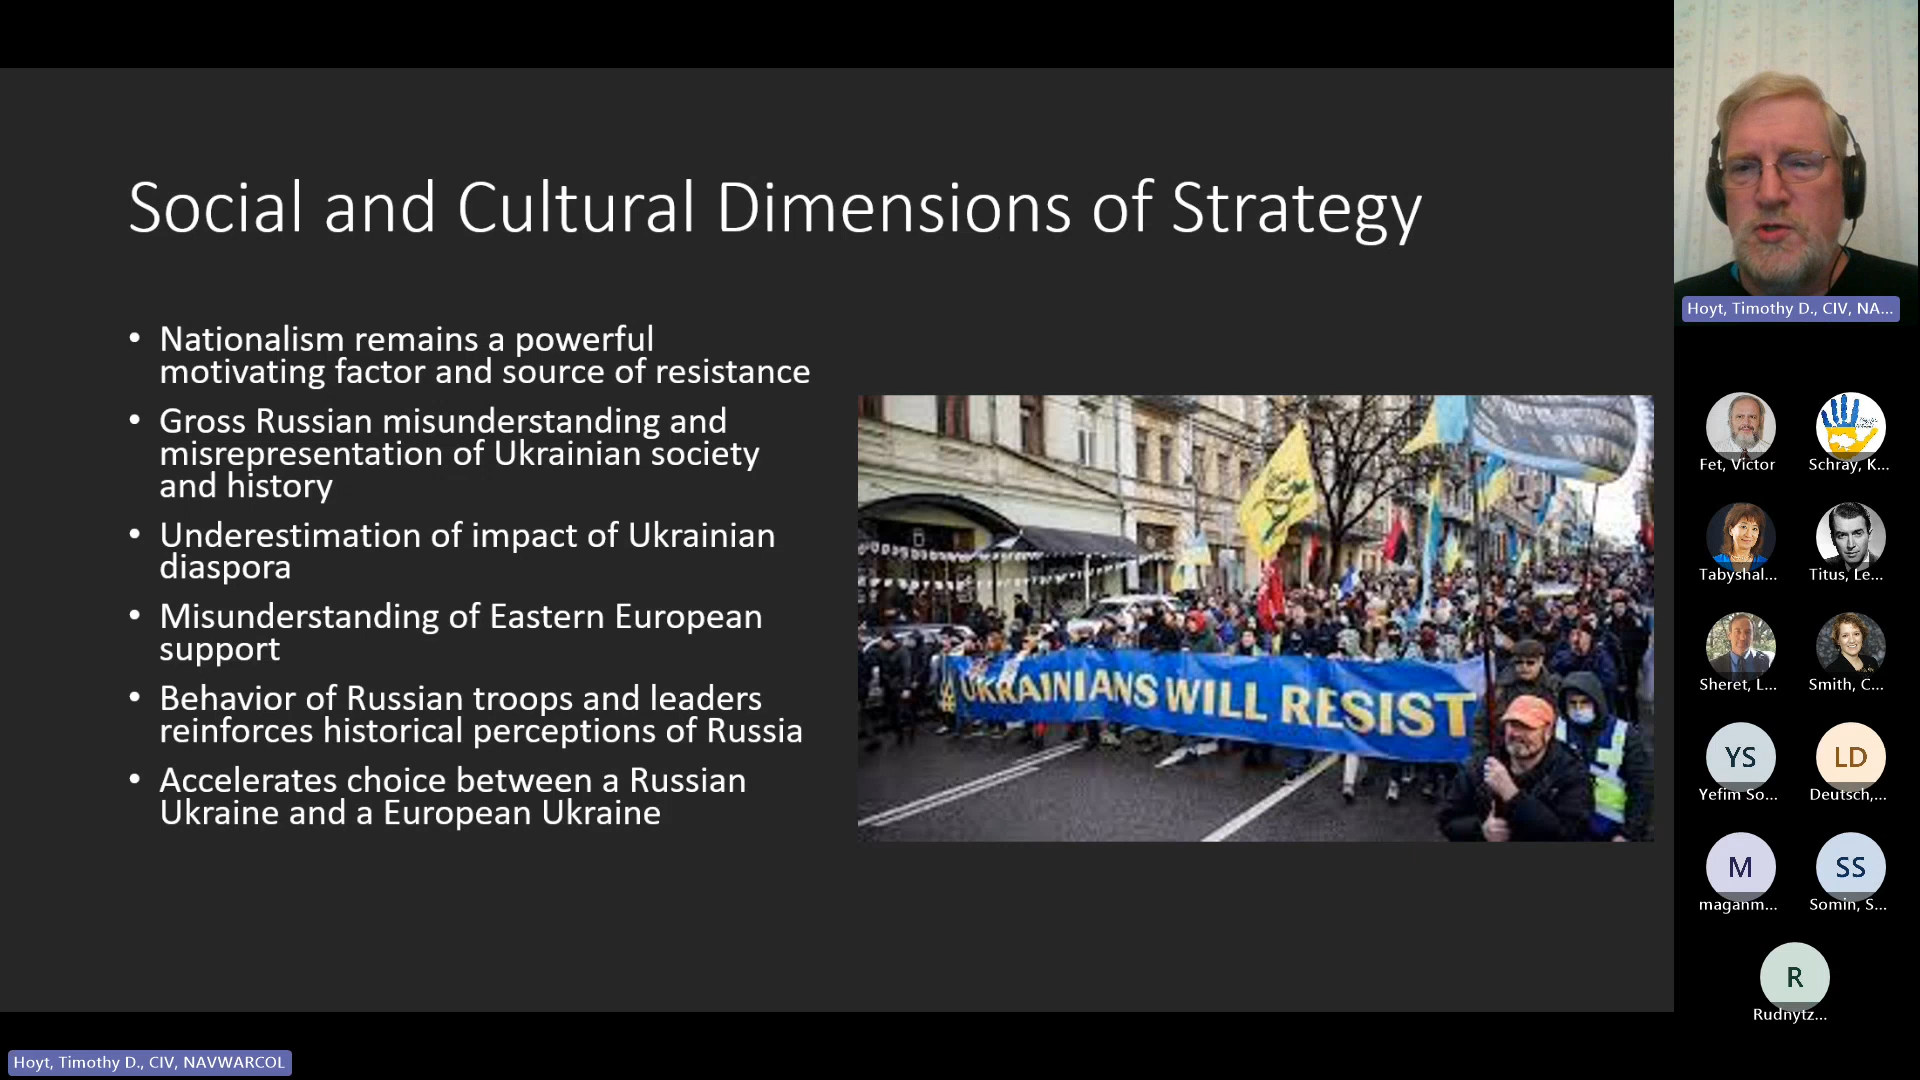 Social and Cultural Dimensions of Strategy
• Nationalism remains a powerful
motivating factor and source of resistance
• Gross Russian misunderstanding and
misrepresentation of Ukrainian society
and history
• Underestimation of impact of Ukrainian
diaspora
• Misunderstanding of Eastern European
support
• Behavior of Russian troops and leaders
reinforces historical perceptions of Russia
• Accelerates choice between a Russian
Ukraine and a European Ukraine
# UKRAINIANS WILL RESIST
Hoyt, Timothy D., CIV, NA...
Fet, Victor
Schray, K...
Tabyshal...
Titus, Le...
Sheret, L...
Smith, C...
YS
LD
Yefim So...
Deutsch,...
M
SS
maganm...
Somin, S...
R
Rudnytz...
Hoyt, Timothy D., CIV, NAVWARCOL